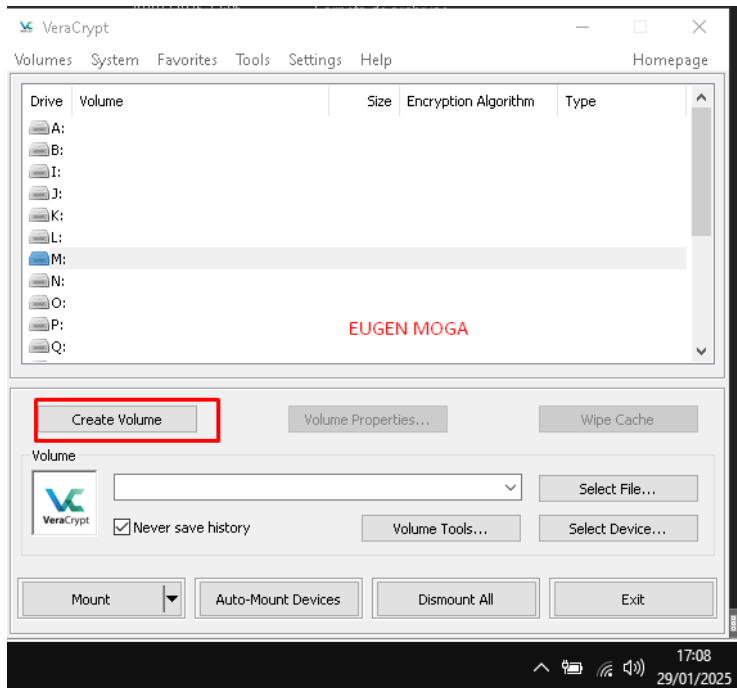 VeraCrypt
Volumes System Favorites Tools Settings Help Homepage
Drive Volume Size Encryption Algorithm Type
A:
B:
I:
J:
K:
L:
M:
N:
O:
P:
EUGEN MOGA
Q:
Create Volume Volume Properties... Wipe Cache
Volume
VeraCrypt
Select File...
Never save history Volume Tools... Select Device...
Mount Auto-Mount Devices Dismount All Exit
17:08
29/01/2025